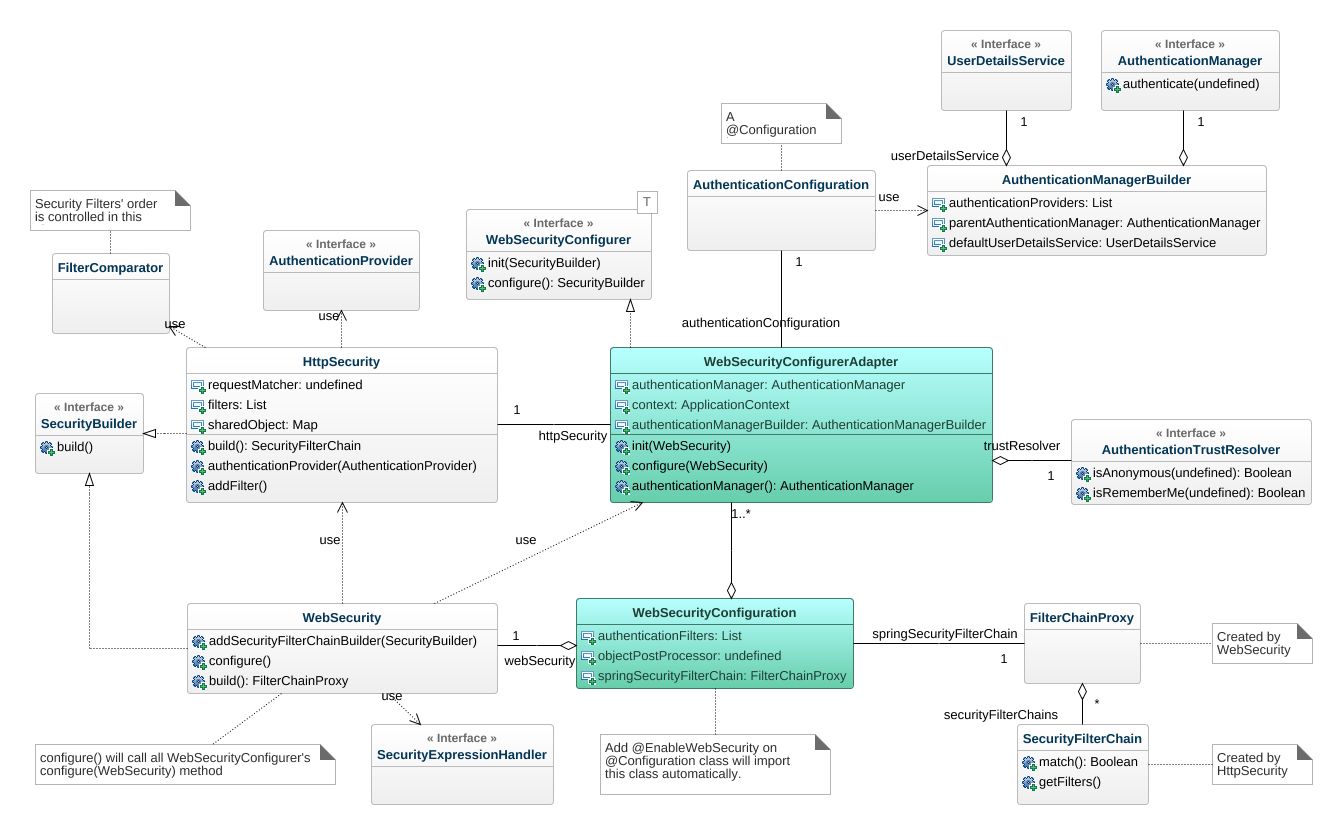 « Interface »
UserDetailsService
« Interface »
AuthenticationManager
authenticate(undefined)
1
1
A
@Configuration
userDetailsService
AuthenticationManagerBuilder
authenticationProviders: List
parentAuthenticationManager: AuthenticationManager
defaultUserDetailsService: UserDetailsService
AuthenticationConfiguration
use
1
authenticationConfiguration
Security Filters' order
is controlled in this
FilterComparator
use
« Interface »
AuthenticationProvider
use
T
« Interface »
WebSecurityConfigurer
init(SecurityBuilder)
configure(): SecurityBuilder
HttpSecurity
requestMatcher: undefined
filters: List
sharedObject: Map
build(): SecurityFilterChain
authenticationProvider(AuthenticationProvider)
addFilter()
« Interface »
SecurityBuilder
build()
1
httpSecurity
WebSecurityConfigurerAdapter
authenticationManager: AuthenticationManager
context: ApplicationContext
authenticationManagerBuilder: AuthenticationManagerBuilder
init(WebSecurity)
configure(WebSecurity)
authenticationManager(): AuthenticationManager
trustResolver
1
« Interface »
AuthenticationTrustResolver
isAnonymous(undefined): Boolean
isRememberMe(undefined): Boolean
1..*
use
use
WebSecurity
addSecurityFilterChainBuilder(SecurityBuilder)
configure()
build(): FilterChainProxy
1
webSecurity
WebSecurityConfiguration
authenticationFilters: List
objectPostProcessor: undefined
springSecurityFilterChain: FilterChainProxy
springSecurityFilterChain
1
FilterChainProxy
Created by
WebSecurity
use
« Interface »
SecurityExpressionHandler
configure() will call all WebSecurityConfigurer's
configure(WebSecurity) method
Add @EnableWebSecurity on
@Configuration class will import
this class automatically.
*
securityFilterChains
SecurityFilterChain
match(): Boolean
getFilters()
Created by
HttpSecurity